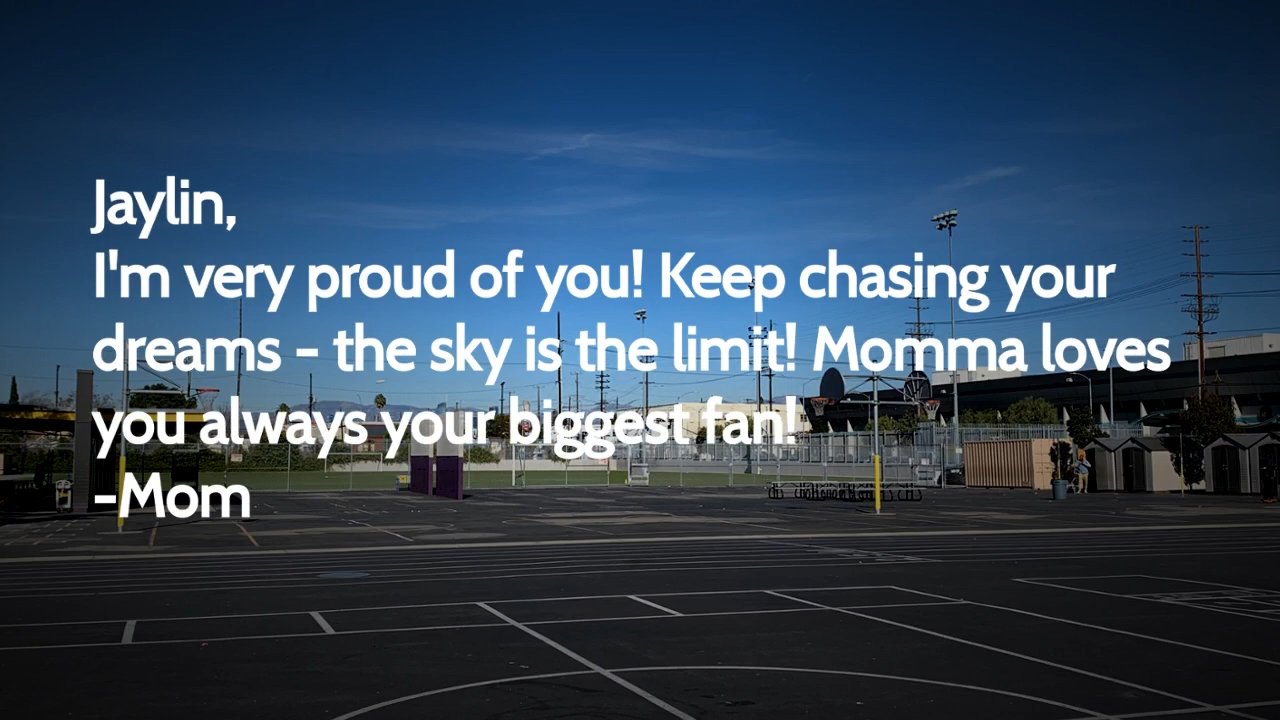 Jaylin,
I'm very proud of you! Keep chasing your
dreams - the sky is the limit! Momma loves
you always your biggest fan!
-Mom